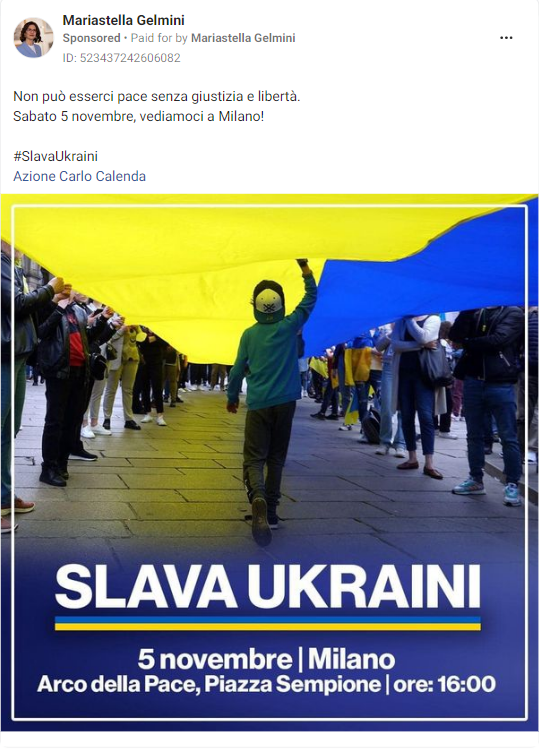 Mariastella Gelmini
Sponsored • Paid for by Mariastella Gelmini
ID: 523437242606082
Non può esserci pace senza giustizia e libertà.
Sabato 5 novembre, vediamoci a Milano!
#SlavaUkraini
Azione Carlo Calenda
SLAVA UKRAINI
5 novembre | Milano
Arco della Pace, Piazza Sempione | ore: 16:00